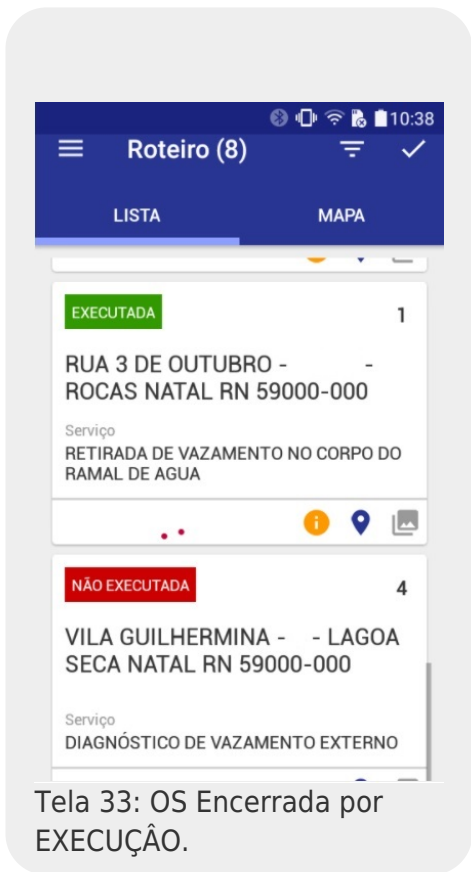 10:38
Roteiro (8)
LISTA MAPA
EXECUTADA 1
RUA 3 DE OUTUBRO - -
ROCAS NATAL RN 59000-000
Serviço
RETIRADA DE VAZAMENTO NO CORPO DO
RAMAL DE AGUA
NÃO EXECUTADA 4
VILA GUILHERMINA - - LAGOA
SECA NATAL RN 59000-000
Serviço
DIAGNÓSTICO DE VAZAMENTO EXTERNO
Tela 33: OS Encerrada por
EXECUÇÂO.